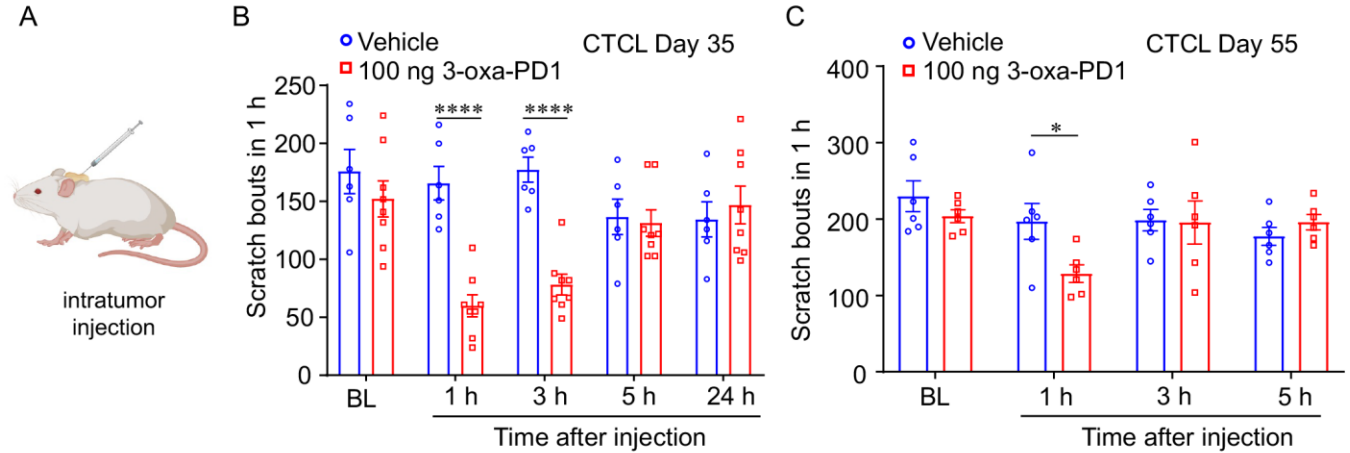 A
intratumor
injection
B
Vehicle
100 ng 3-oxa-PD1
CTCL Day 35
Scratch bouts in 1 h
250
200
150
100
50
0
****
****
BL
1 h
3 h
5 h
24 h
Time after injection
C
Vehicle
100 ng 3-oxa-PD1
CTCL Day 55
Scratch bouts in 1 h
400
300
200
100
0
*
BL
1 h
3 h
5 h
Time after injection